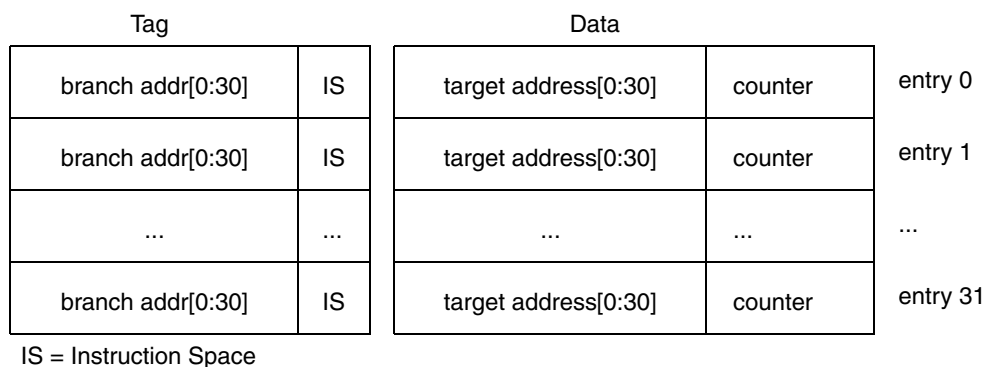 Tag Data
branch addr[0:30] IS target address[0:30] counter entry 0
branch addr[0:30] IS target address[0:30] counter entry 1
... ... ... ... ...
branch addr[0:30] IS target address[0:30] counter entry 31
IS = Instruction Space